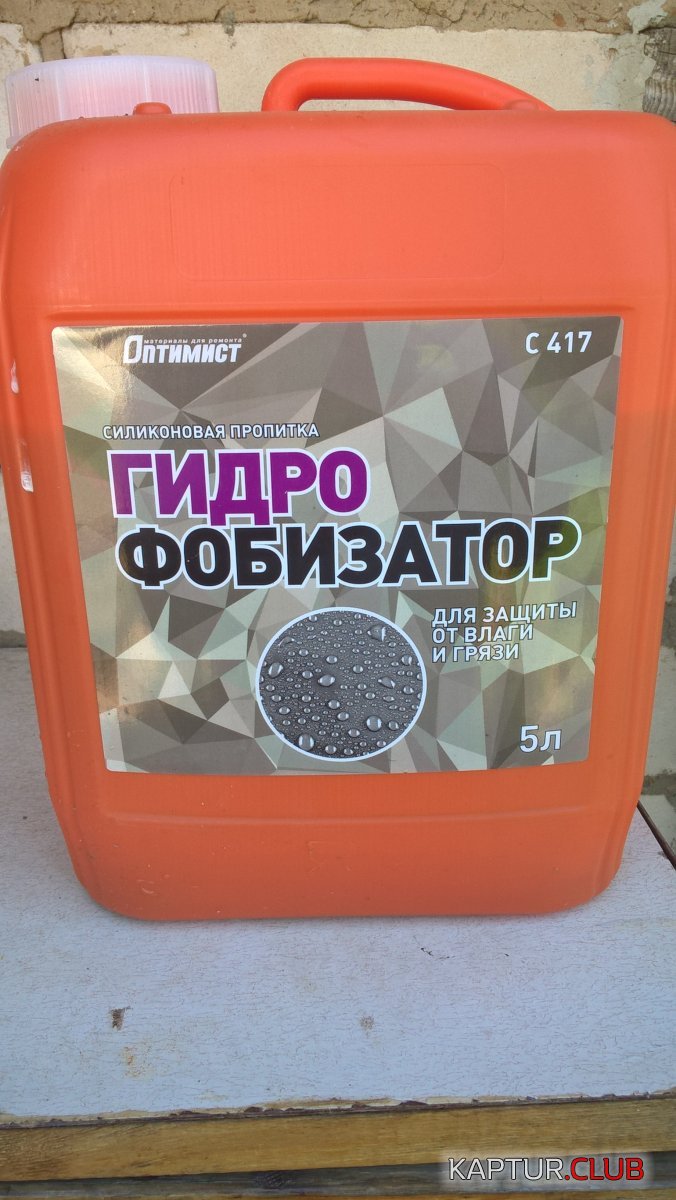 материалы для ремонта
Оптимист®
С 417
СИЛИКОНОВАЯ ПРОПИТКА
ГИДРО
ФОБИЗАТОР
ДЛЯ ЗАЩИТЫ
ОТ ВЛАГИ
И ГРЯЗИ
5л
KAPTUR.CLUB